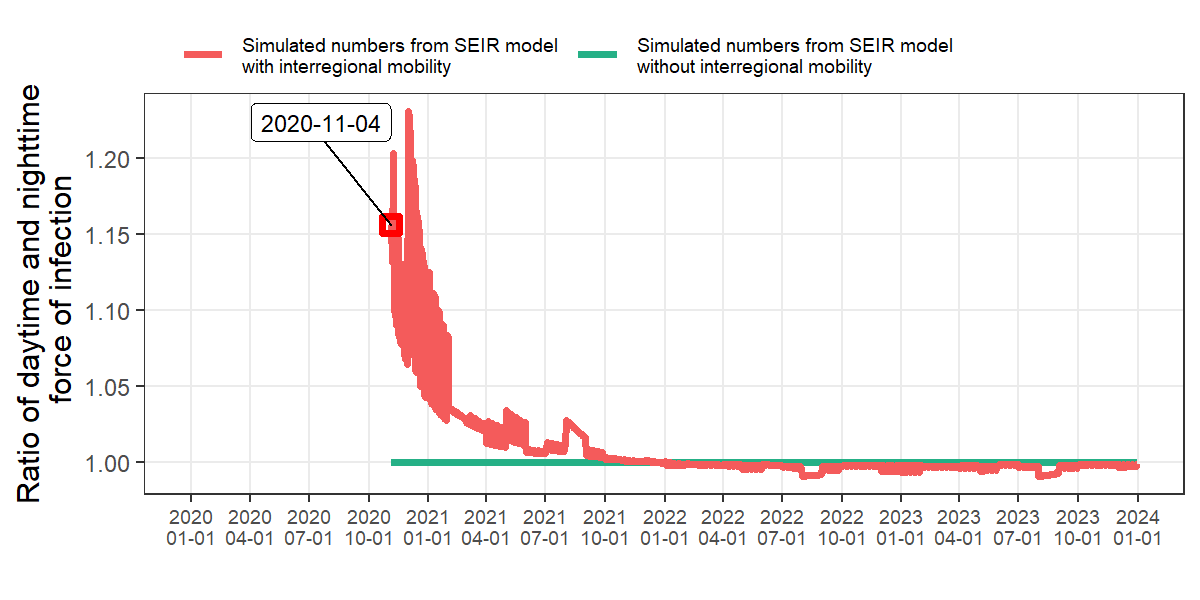 Simulated numbers from SEIR model
with interregional mobility
Simulated numbers from SEIR model
without interregional mobility
Ratio of daytime and nighttime
force of infection
2020-11-04
1.20
1.15
1.10
1.05
1.00
2020 2020 2020 2020 2021 2021 2021 2021 2022 2022 2022 2022 2023 2023 2023 2023 2024
01-01 04-01 07-01 10-01 01-01 04-01 07-01 10-01 01-01 04-01 07-01 10-01 01-01 04-01 07-01 10-01 01-01